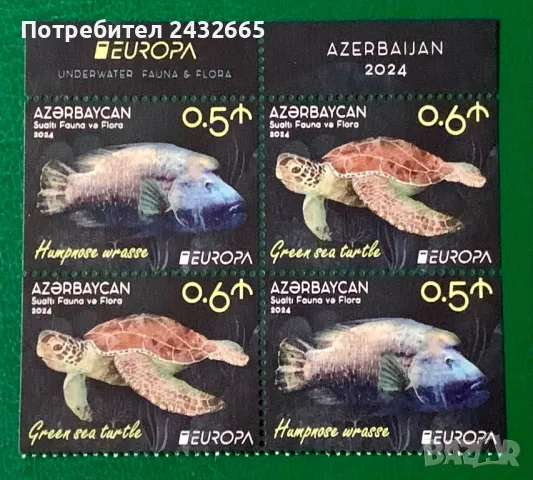 Потребител 2432665
EUROPA
UNDERWATER FAUNA & FLORA
AZERBAIJAN
2024
AZƏRBAYCAN
Sualtı Fauna və Flora
2024
0.5₼
Humpnose wrasse
EUROPA
AZƏRBAYCAN
Sualtı Fauna və Flora
2024
0.6₼
Green sea turtle
EUROPA
AZƏRBAYCAN
Sualtı Fauna və Flora
2024
0.6₼
Green sea turtle
EUROPA
AZƏRBAYCAN
Sualtı Fauna və Flora
2024
0.5₼
Humpnose wrasse
EUROPA
BAZAR